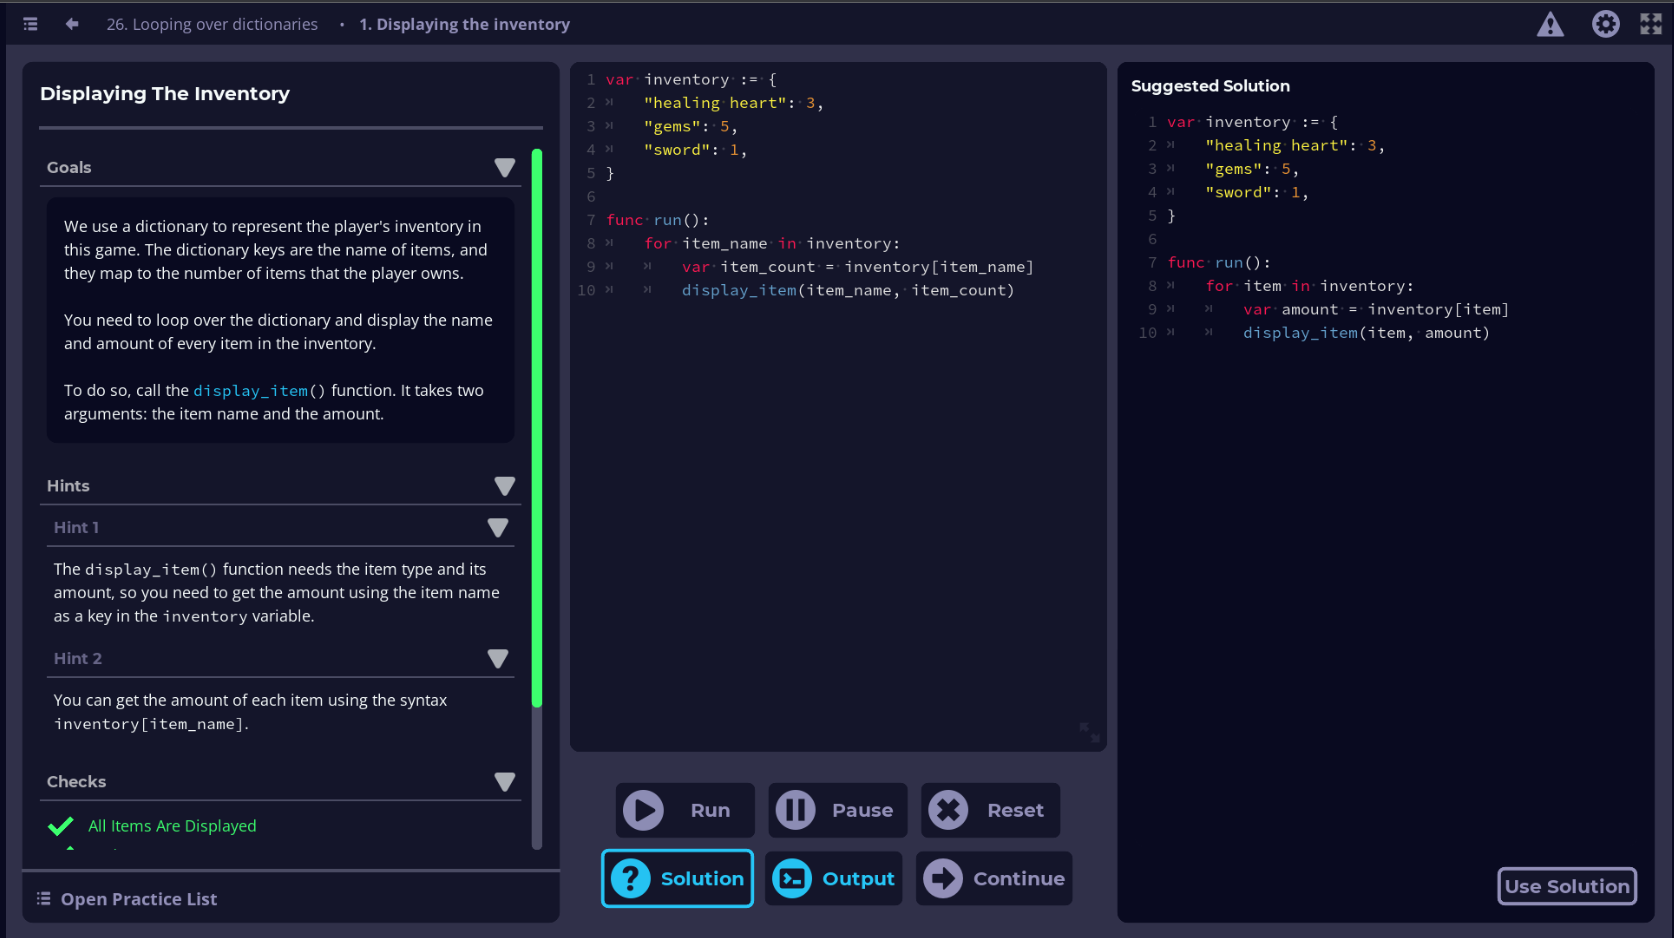 26. Looping over dictionaries • 1. Displaying the inventory
Displaying The Inventory
Goals
We use a dictionary to represent the player's inventory in
this game. The dictionary keys are the name of items, and
they map to the number of items that the player owns.
You need to loop over the dictionary and display the name
and amount of every item in the inventory.
To do so, call the display_item() function. It takes two
arguments: the item name and the amount.
Hints
Hint 1
The display_item() function needs the item type and its
amount, so you need to get the amount using the item name
as a key in the inventory variable.
Hint 2
You can get the amount of each item using the syntax
inventory[item_name].
Checks
All Items Are Displayed
Open Practice List
1 var inventory := {
2 "healing heart": 3,
3 "gems": 5,
4 "sword": 1,
5 }
6
7 func run():
8 for item_name in inventory:
9 var item_count = inventory[item_name]
10 display_item(item_name, item_count)
Run
Pause
Reset
Solution
Output
Continue
Suggested Solution
1 var inventory := {
2 "healing heart": 3,
3 "gems": 5,
4 "sword": 1,
5 }
6
7 func run():
8 for item in inventory:
9 var amount = inventory[item]
10 display_item(item, amount)
Use Solution